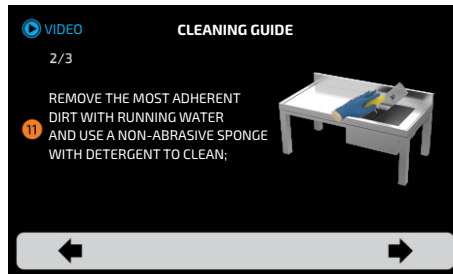 VIDEO
CLEANING GUIDE
2/3
REMOVE THE MOST ADHERENT
DIRT WITH RUNNING WATER
11 AND USE A NON-ABRASIVE SPONGE
WITH DETERGENT TO CLEAN;